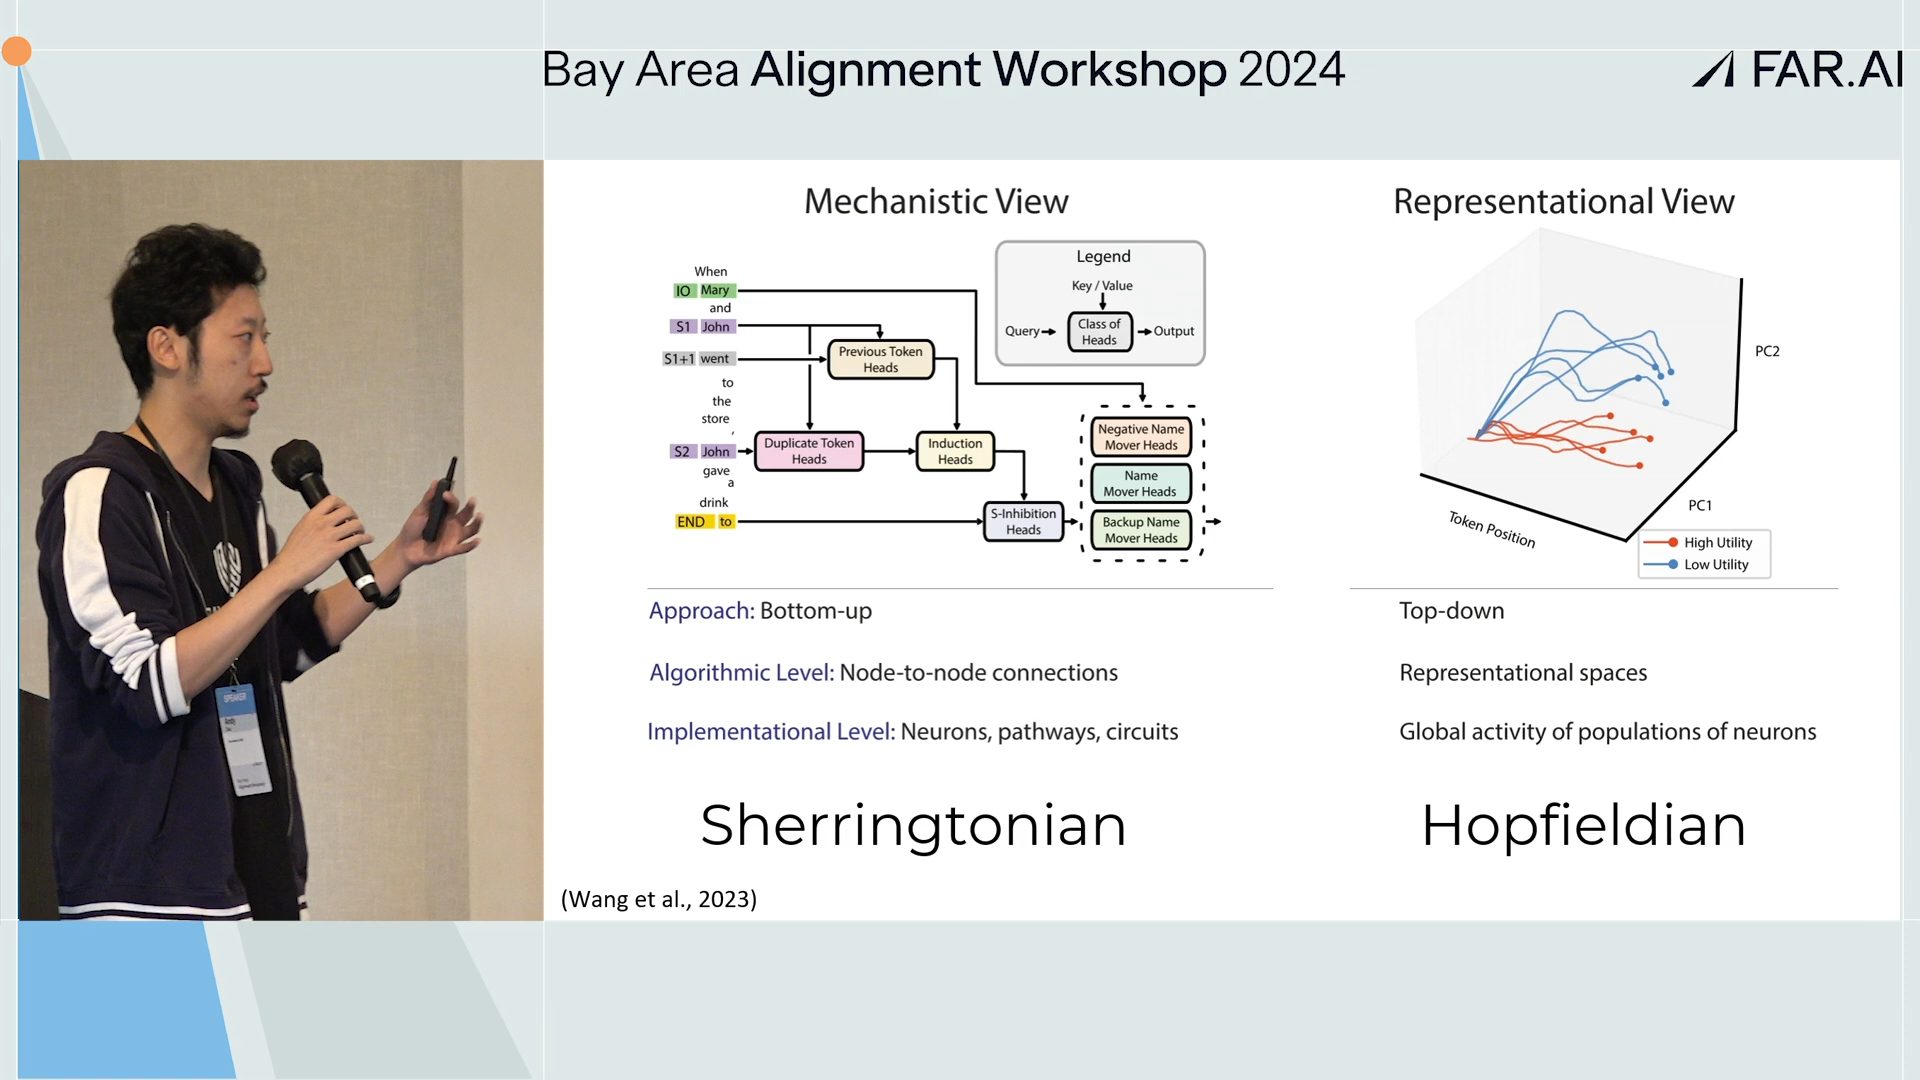 Bay Area Alignment Workshop 2024
FAR.AI
SPEAKER
Andy
Mechanistic View
When
IO Mary
and
S1 John
S1+1 went
to
the
store
,
S2 John
gave
a
drink
END to
Previous Token
Heads
Duplicate Token
Heads
Induction
Heads
S-Inhibition
Heads
Legend
Key / Value
Query
Class of
Heads
Output
Negative Name
Mover Heads
Name
Mover Heads
Backup Name
Mover Heads
Representational View
PC2
PC1
Token Position
High Utility
Low Utility
Approach: Bottom-up
Top-down
Algorithmic Level: Node-to-node connections
Representational spaces
Implementational Level: Neurons, pathways, circuits
Global activity of populations of neurons
Sherringtonian
Hopfieldian
(Wang et al., 2023)